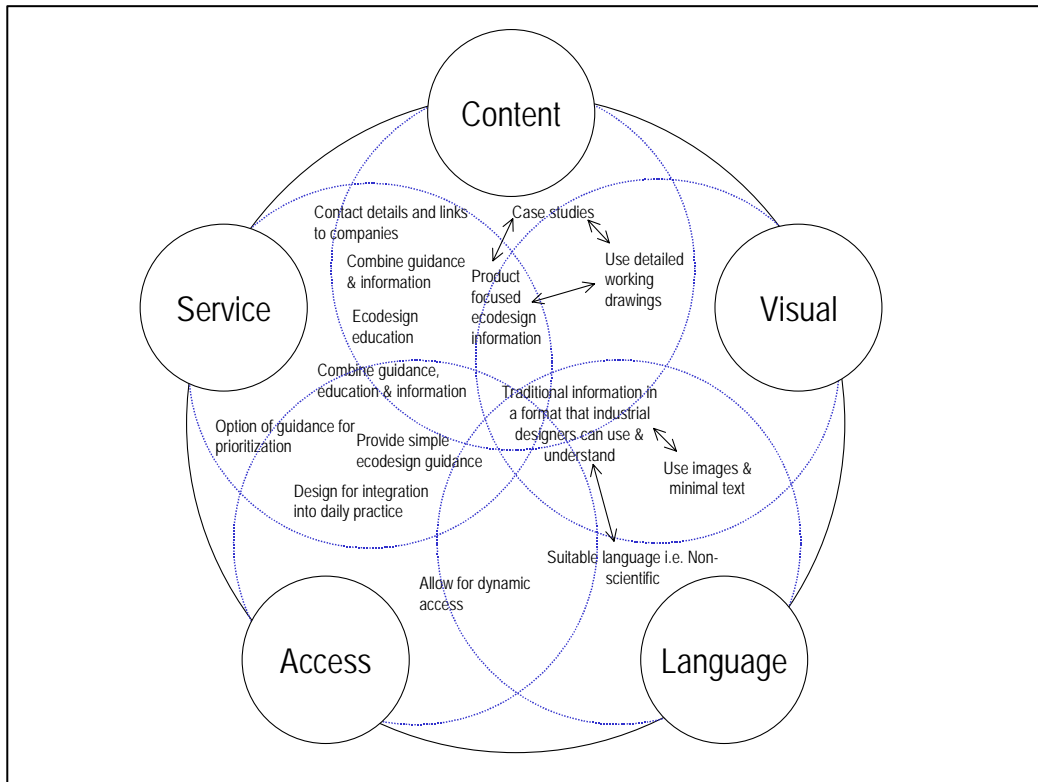 Content
Contact details and links
to companies
Case studies
Combine guidance
& information
Use detailed
working
drawings
Product
focused
ecodesign
information
Service
Visual
Ecodesign
education
Combine guidance,
education & information
Traditional information in
a format that industrial
designers can use &
understand
Option of guidance for
prioritization
Provide simple
ecodesign guidance
Use images &
minimal text
Design for integration
into daily practice
Suitable language i.e. Non-
scientific
Allow for dynamic
access
Access
Language